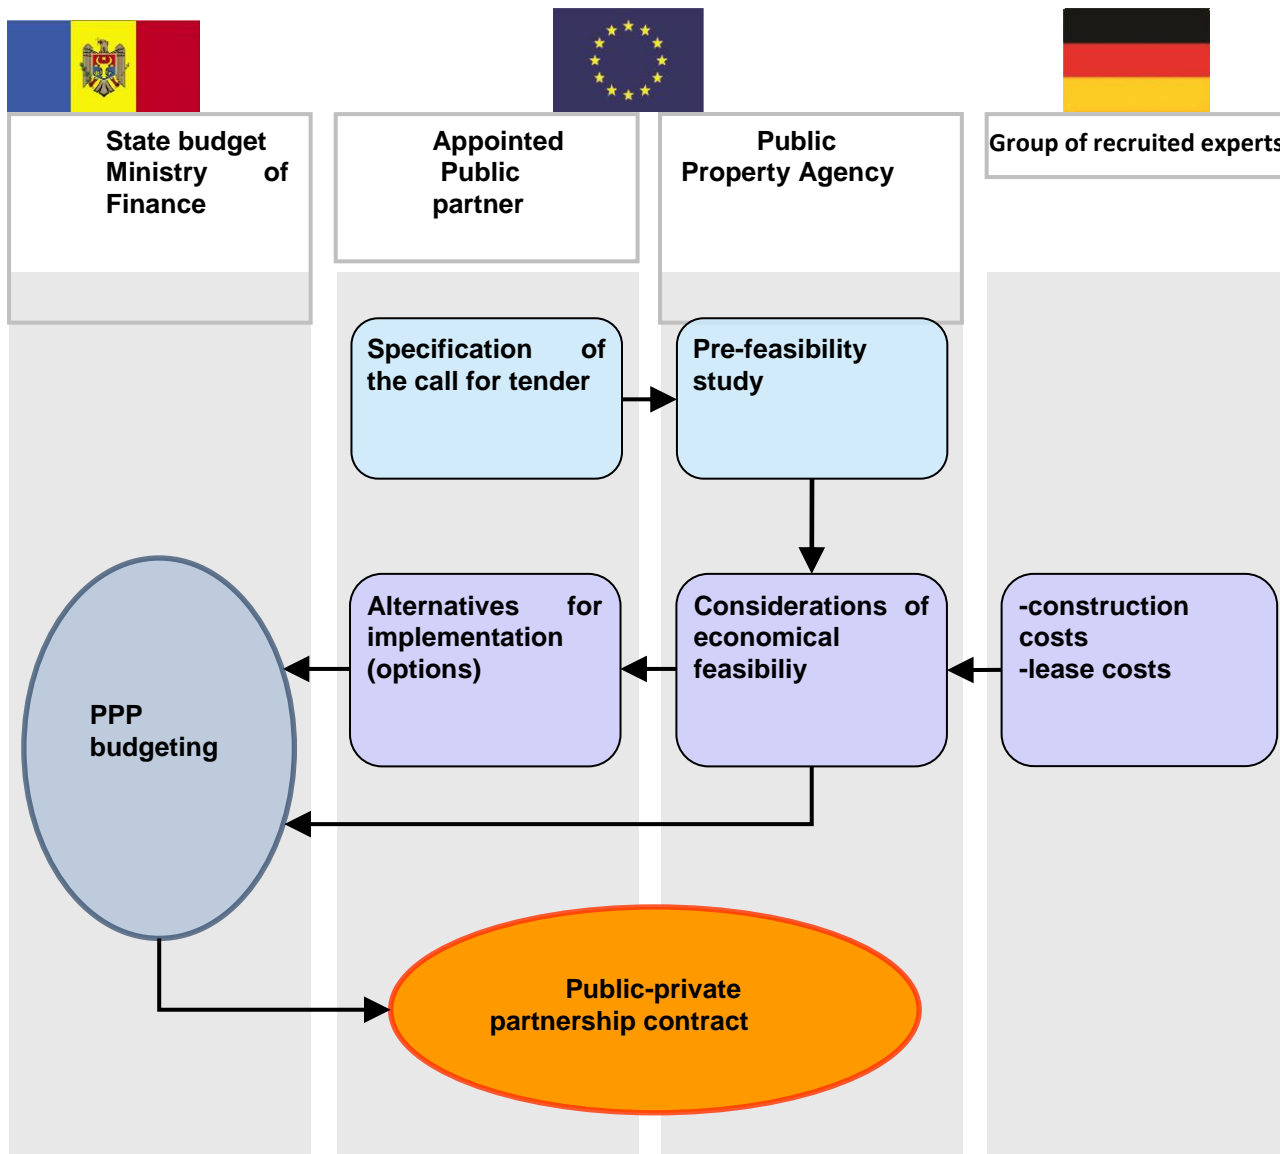 State budget
Ministry of
Finance
Appointed
Public
partner
Public
Property Agency
Group of recruited experts
Specification of
the call for tender
Pre-feasibility
study
Alternatives for
implementation
(options)
Considerations of
economical
feasibiliy
-construction
costs
-lease costs
PPP
budgeting
Public-private
partnership contract